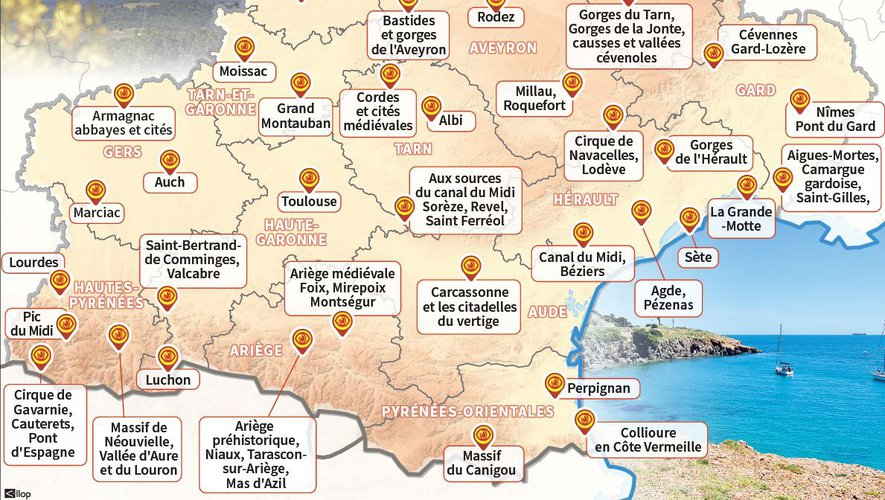 Bastides
et gorges
de l'Aveyron
Rodez
AVEYRON
Gorges du Tarn,
Gorges de la Jonte,
causses et vallées
cévenoles
Cévennes
Gard-Lozère
Moissac
TARN-ET-
GARONNE
Grand
Montauban
Cordes
et cités
médiévales
Albi
TARN
Millau,
Roquefort
GARD
Nîmes
Pont du Gard
Armagnac
abbayes et cités
GERS
Auch
Marciac
Toulouse
HAUTE-
GARONNE
Aux sources
du canal du Midi
Sorèze, Revel,
Saint Ferréol
Cirque de
Navacelles,
Lodève
Gorges
de l'Hérault
HÉRAULT
Aigues-Mortes,
Camargue
gardoise,
Saint-Gilles,
La Grande
-Motte
Sète
Agde,
Pézenas
Canal du Midi,
Béziers
Lourdes
HAUTES-
PYRÉNÉES
Saint-Bertrand-
de Comminges,
Valcabre
Ariège médiévale
Foix, Mirepoix
Montségur
Carcassonne
et les citadelles
du vertige
AUDE
Pic
du Midi
Luchon
ARIÈGE
Cirque de
Gavarnie,
Cauterets,
Pont
d'Espagne
Massif de
Néouvielle,
Vallée d'Aure
et du Louron
Ariège
préhistorique,
Niaux, Tarascon-
sur-Ariège,
Mas d'Azil
PYRÉNÉES-ORIENTALES
Perpignan
Massif
du Canigou
Collioure
en Côte Vermeille
llop